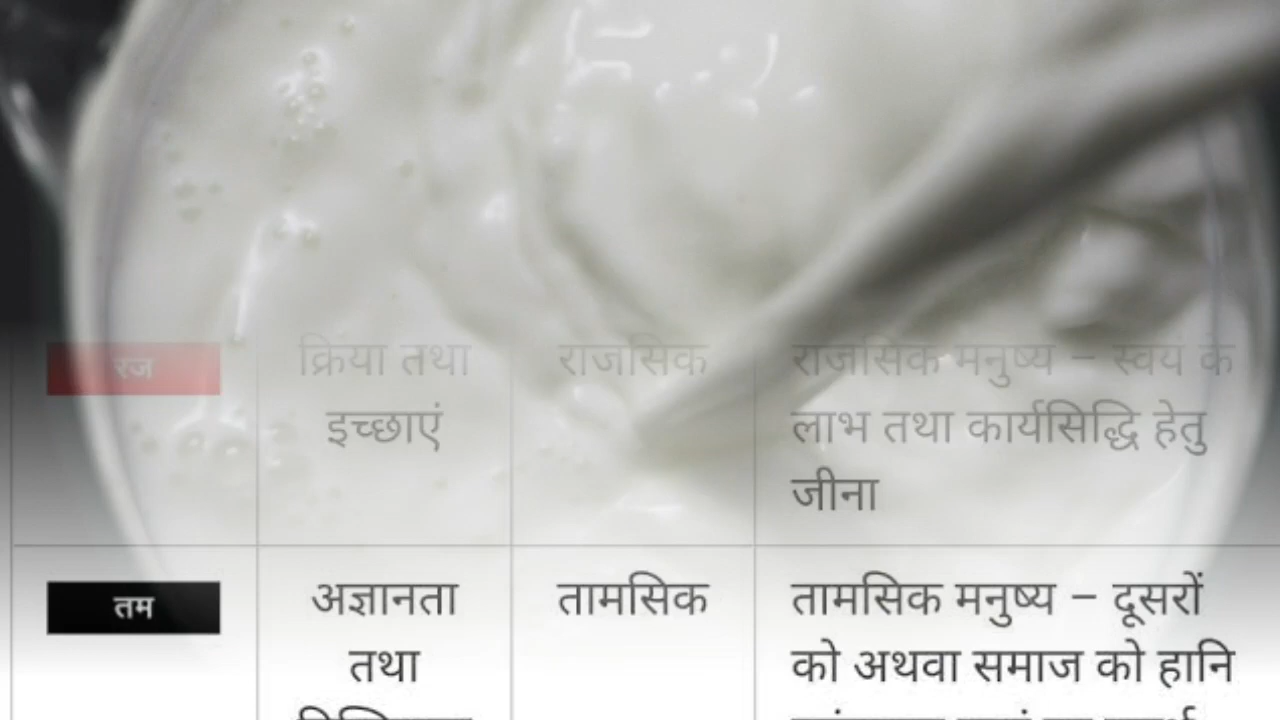 रज
क्रिया तथा
इच्छाएं
राजसिक
राजसिक मनुष्य – स्वयं के
लाभ तथा कार्यसिद्धि हेतु
जीना
तम
अज्ञानता
तथा
तामसिक
तामसिक मनुष्य – दूसरों
को अथवा समाज को हानि